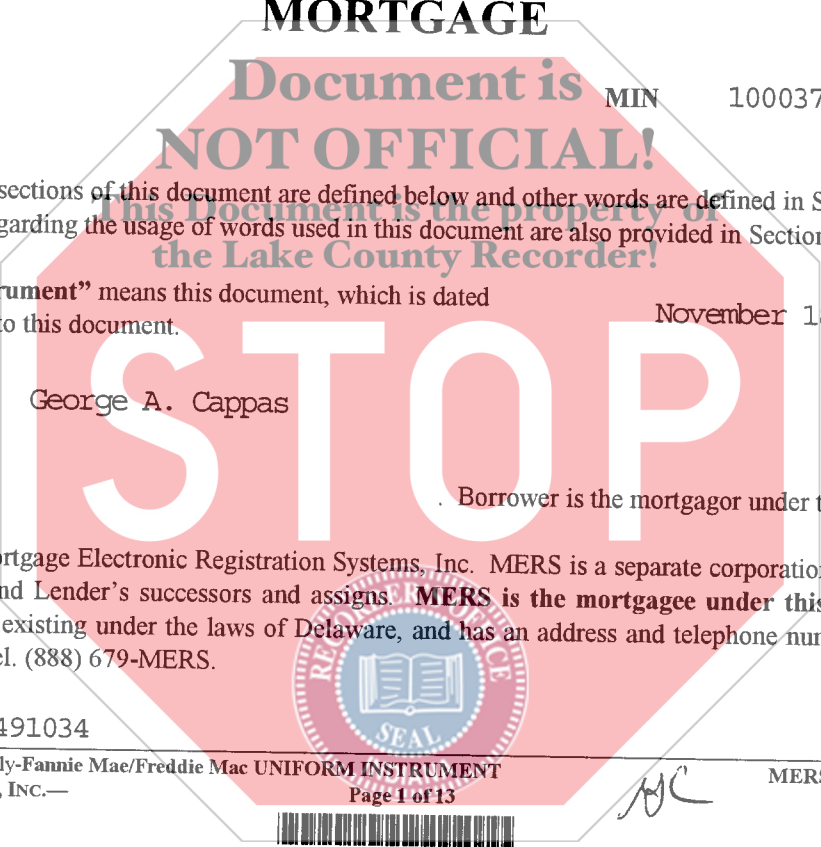 MORTGAGE
Document is
MIN 100037
NOT OFFICIAL!
sections of this document are defined below and other words are defined in S
This Document is the property of
garding the usage of words used in this document are also provided in Section
the Lake County Recorder!
rument” means this document, which is dated
November 1
to this document.
STOP
George A. Cappas
. Borrower is the mortgagor under t
ortgage Electronic Registration Systems, Inc. MERS is a separate corporation
nd Lender’s successors and assigns. MERS is the mortgagee under this
existing under the laws of Delaware, and has an address and telephone num
el. (888) 679-MERS.
SEAL
491034
ly-Fannie Mae/Freddie Mac UNIFORM INSTRUMENT
, INC.—
Page 1 of 13
MERS